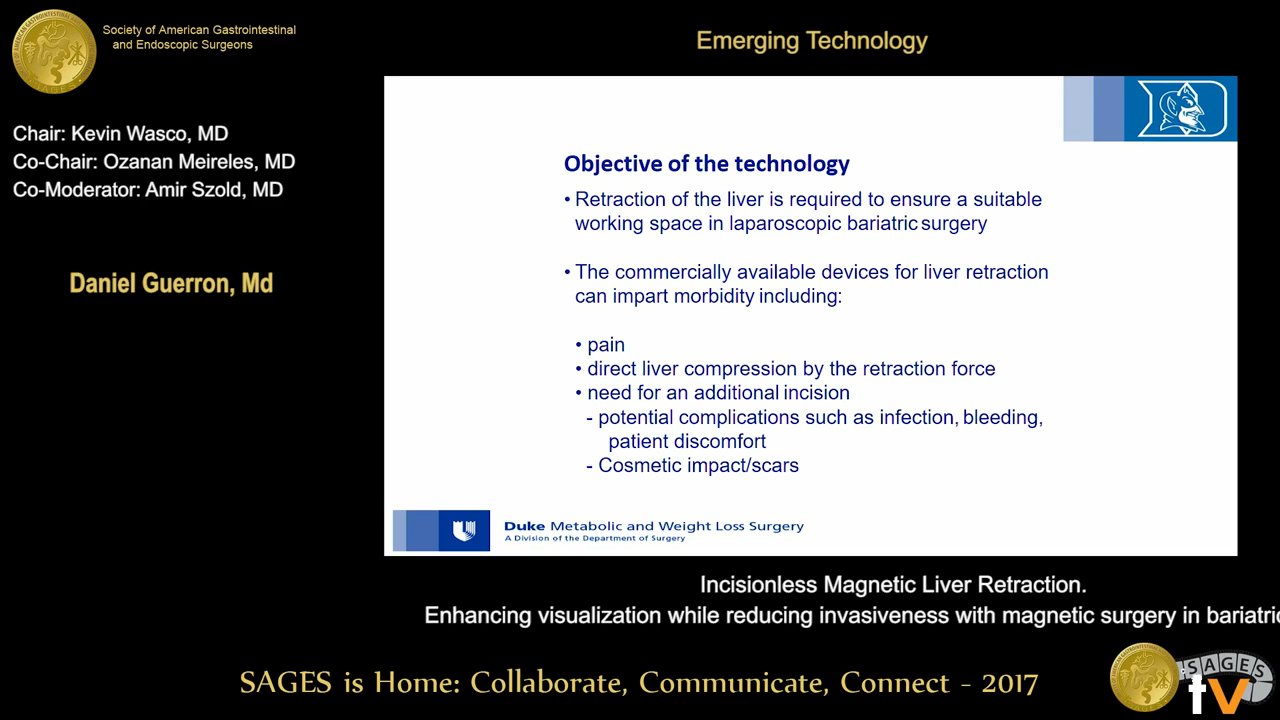 Society of American Gastrointestinal
and Endoscopic Surgeons
Emerging Technology
Chair: Kevin Wasco, MD
Co-Chair: Ozanan Meireles, MD
Co-Moderator: Amir Szold, MD
Daniel Guerron, Md
Objective of the technology
• Retraction of the liver is required to ensure a suitable
working space in laparoscopic bariatric surgery
• The commercially available devices for liver retraction
can impart morbidity including:
• pain
• direct liver compression by the retraction force
• need for an additional incision
- potential complications such as infection, bleeding,
patient discomfort
- Cosmetic impact/scars
Duke Metabolic and Weight Loss Surgery
A Division of the Department of Surgery
Incisionless Magnetic Liver Retraction.
Enhancing visualization while reducing invasiveness with magnetic surgery in bariatric
SAGES is Home: Collaborate, Communicate, Connect - 2017
SAGES
tv